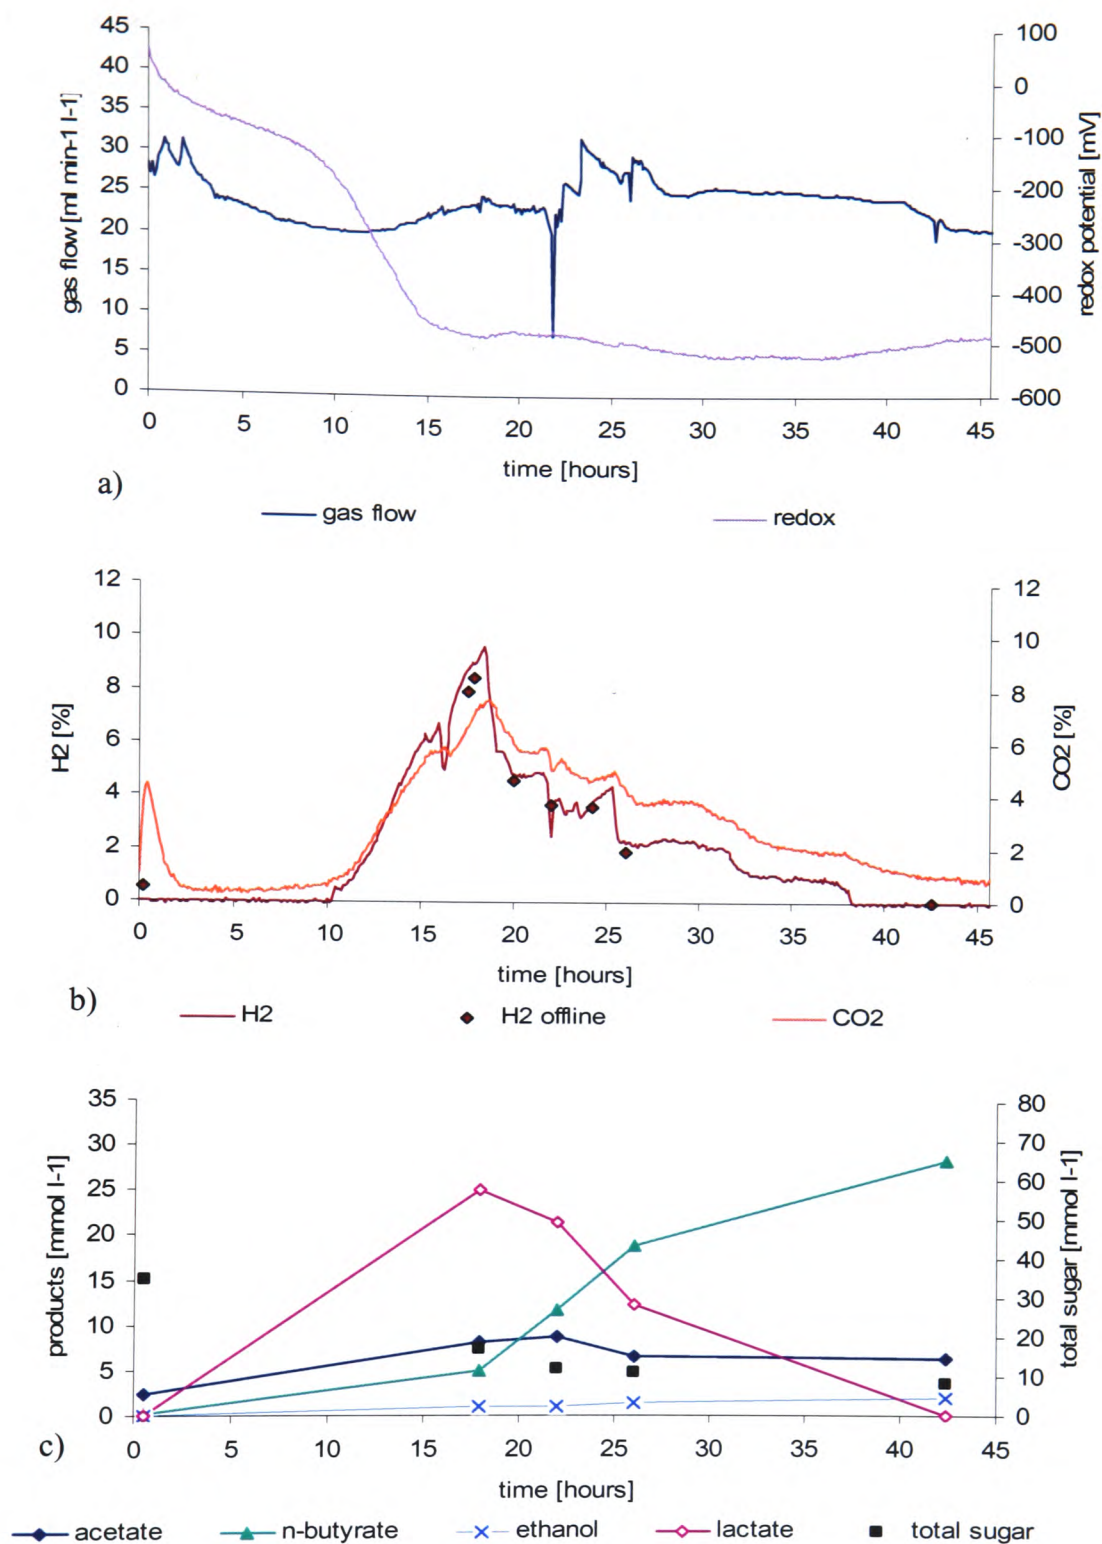 45
40
35
30
25
20
15
10
5
0
gas flow [ml min-1 l-1]
100
0
-100
-200
-300
-400
-500
-600
redox potential [mV]
0 5 10 15 20 25 30 35 40 45
time [hours]
a)
gas flow redox
12
10
8
6
4
2
0
H2 [%]
12
10
8
6
4
2
0
CO2 [%]
0 5 10 15 20 25 30 35 40 45
time [hours]
b)
H2 H2 offline CO2
35
30
25
20
15
10
5
0
products [mmol l-1]
80
70
60
50
40
30
20
10
0
total sugar [mmol l-1]
0 5 10 15 20 25 30 35 40 45
c)
time [hours]
acetate n-butyrate ethanol lactate total sugar